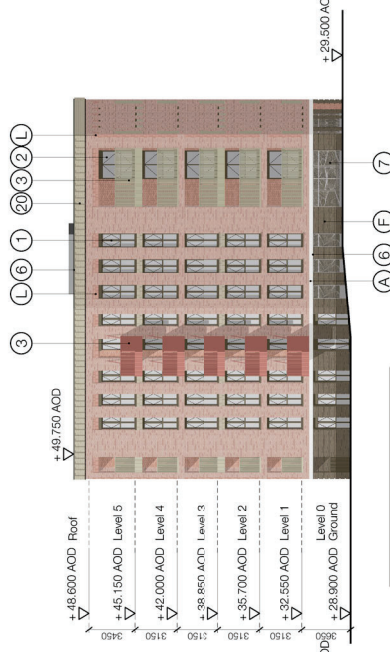 3 L 6 1 20 3 2 L
+49.750 AOD
+48.600 AOD Roof
3450
+45.150 AOD Level 5
3150
+42.000 AOD Level 4
3150
+38.850 AOD Level 3
3150
+35.700 AOD Level 2
3150
+32.550 AOD Level 1
3650
Level 0
+28.900 AOD Ground
+29.500 AO
OD
A 6 F 7